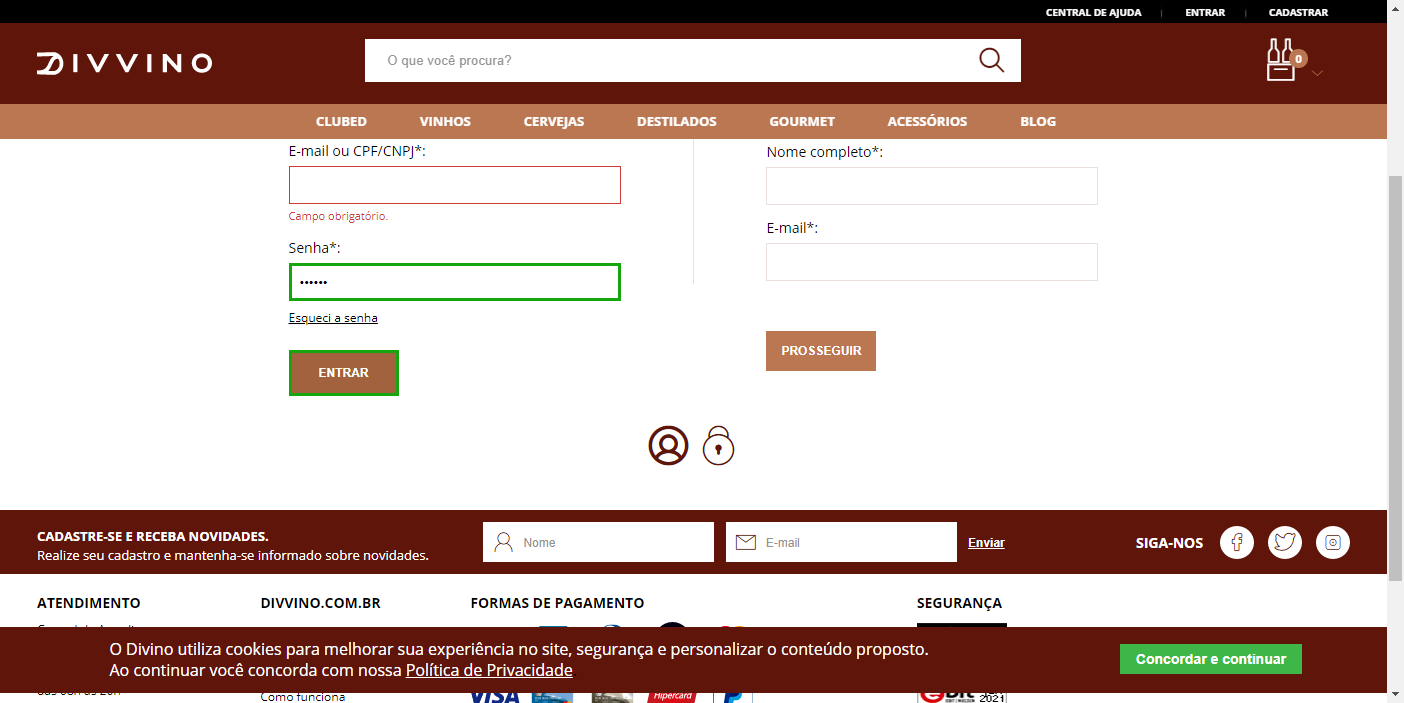 CENTRAL DE AJUDA | ENTRAR | CADASTRAR
DIVVINO
O que você procura?
0
CLUBED VINHOS CERVEJAS DESTILADOS GOURMET ACESSÓRIOS BLOG
E-mail ou CPF/CNPJ*:
Campo obrigatório.
Senha*:
••••••
Esqueci a senha
ENTRAR
Nome completo*:
E-mail*:
PROSSEGUIR
CADASTRE-SE E RECEBA NOVIDADES.
Realize seu cadastro e mantenha-se informado sobre novidades.
Nome
E-mail
Enviar
SIGA-NOS
ATENDIMENTO
DIVVINO.COM.BR
FORMAS DE PAGAMENTO
SEGURANÇA
O Divino utiliza cookies para melhorar sua experiência no site, segurança e personalizar o conteúdo proposto.
Ao continuar você concorda com nossa Política de Privacidade
Concordar e continuar
Como funciona
VISA
Hipercard
2021